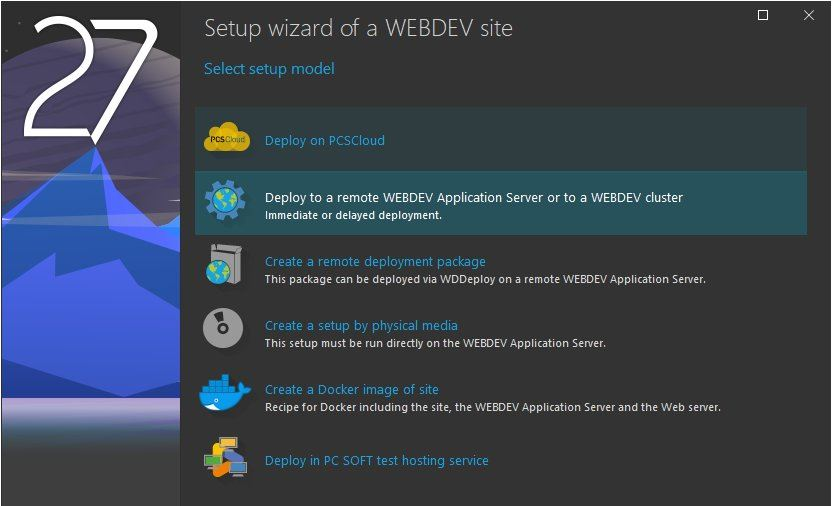 27
Setup wizard of a WEBDEV site
Select setup model
PCSCloud
Deploy on PCSCloud
Deploy to a remote WEBDEV Application Server or to a WEBDEV cluster
Immediate or delayed deployment.
Create a remote deployment package
This package can be deployed via WDDeploy on a remote WEBDEV Application Server.
Create a setup by physical media
This setup must be run directly on the WEBDEV Application Server.
Create a Docker image of site
Recipe for Docker including the site, the WEBDEV Application Server and the Web server.
Deploy in PC SOFT test hosting service